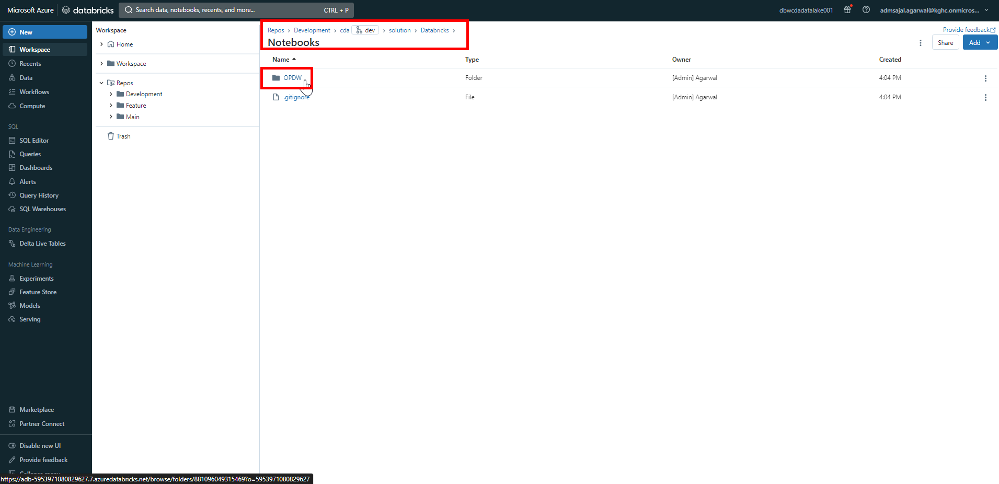 Microsoft Azure databricks Search data, notebooks, recents, and more... CTRL + P dbwcdadatalake001 admsajal.agarwal@kghc.onmicros...
New
Workspace
Recents
Data
Workflows
Compute
SQL
SQL Editor
Queries
Dashboards
Alerts
Query History
SQL Warehouses
Data Engineering
Delta Live Tables
Machine Learning
Experiments
Feature Store
Models
Serving
Marketplace
Partner Connect
Disable new UI
Provide feedback
Workspace
Home
Workspace
Repos
Development
Feature
Main
Trash
Repos > Development > cda dev > solution > Databricks >
Provide feedback
Notebooks
Share Add
Name Type Owner Created
OPDW Folder [Admin] Agarwal 4:04 PM
.gitignore File [Admin] Agarwal 4:04 PM
https://adb-5953971080829627.7.azuredatabricks.net/browse/folders/881096049315469?o=5953971080829627